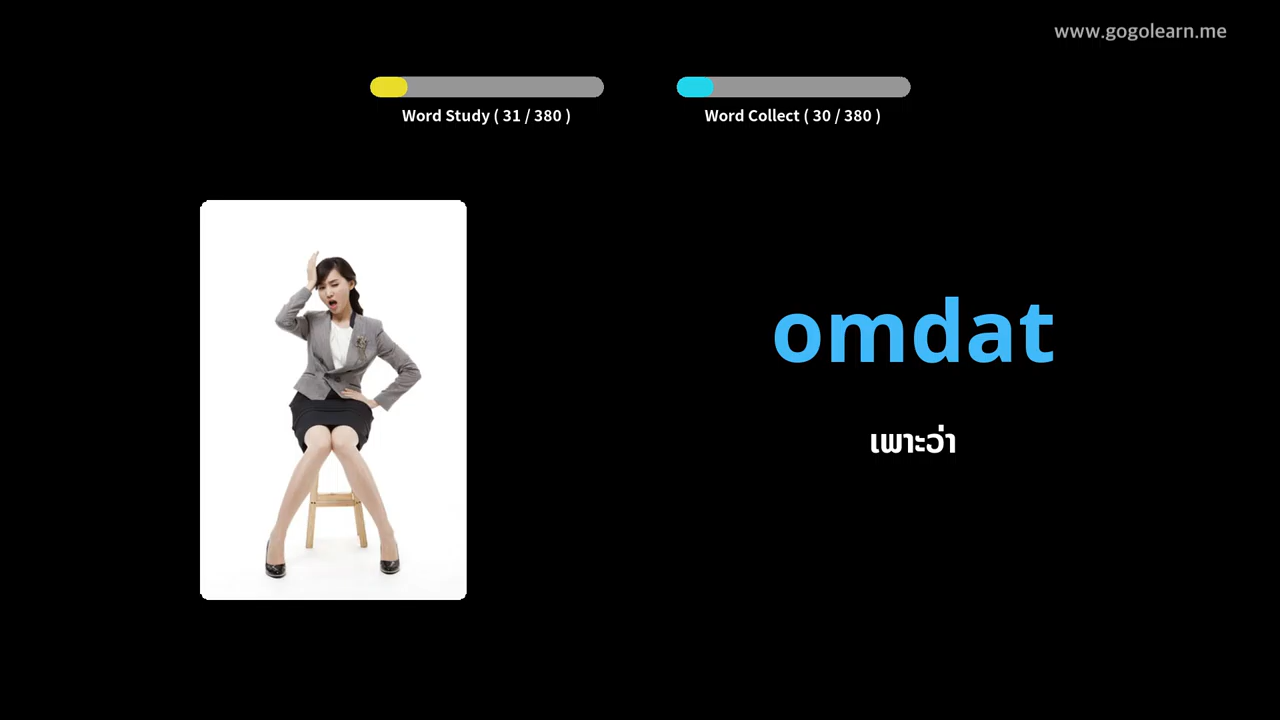 www.gogolearn.me
Word Study ( 31 / 380 )
Word Collect ( 30 / 380 )
omdat
เพาะว่า